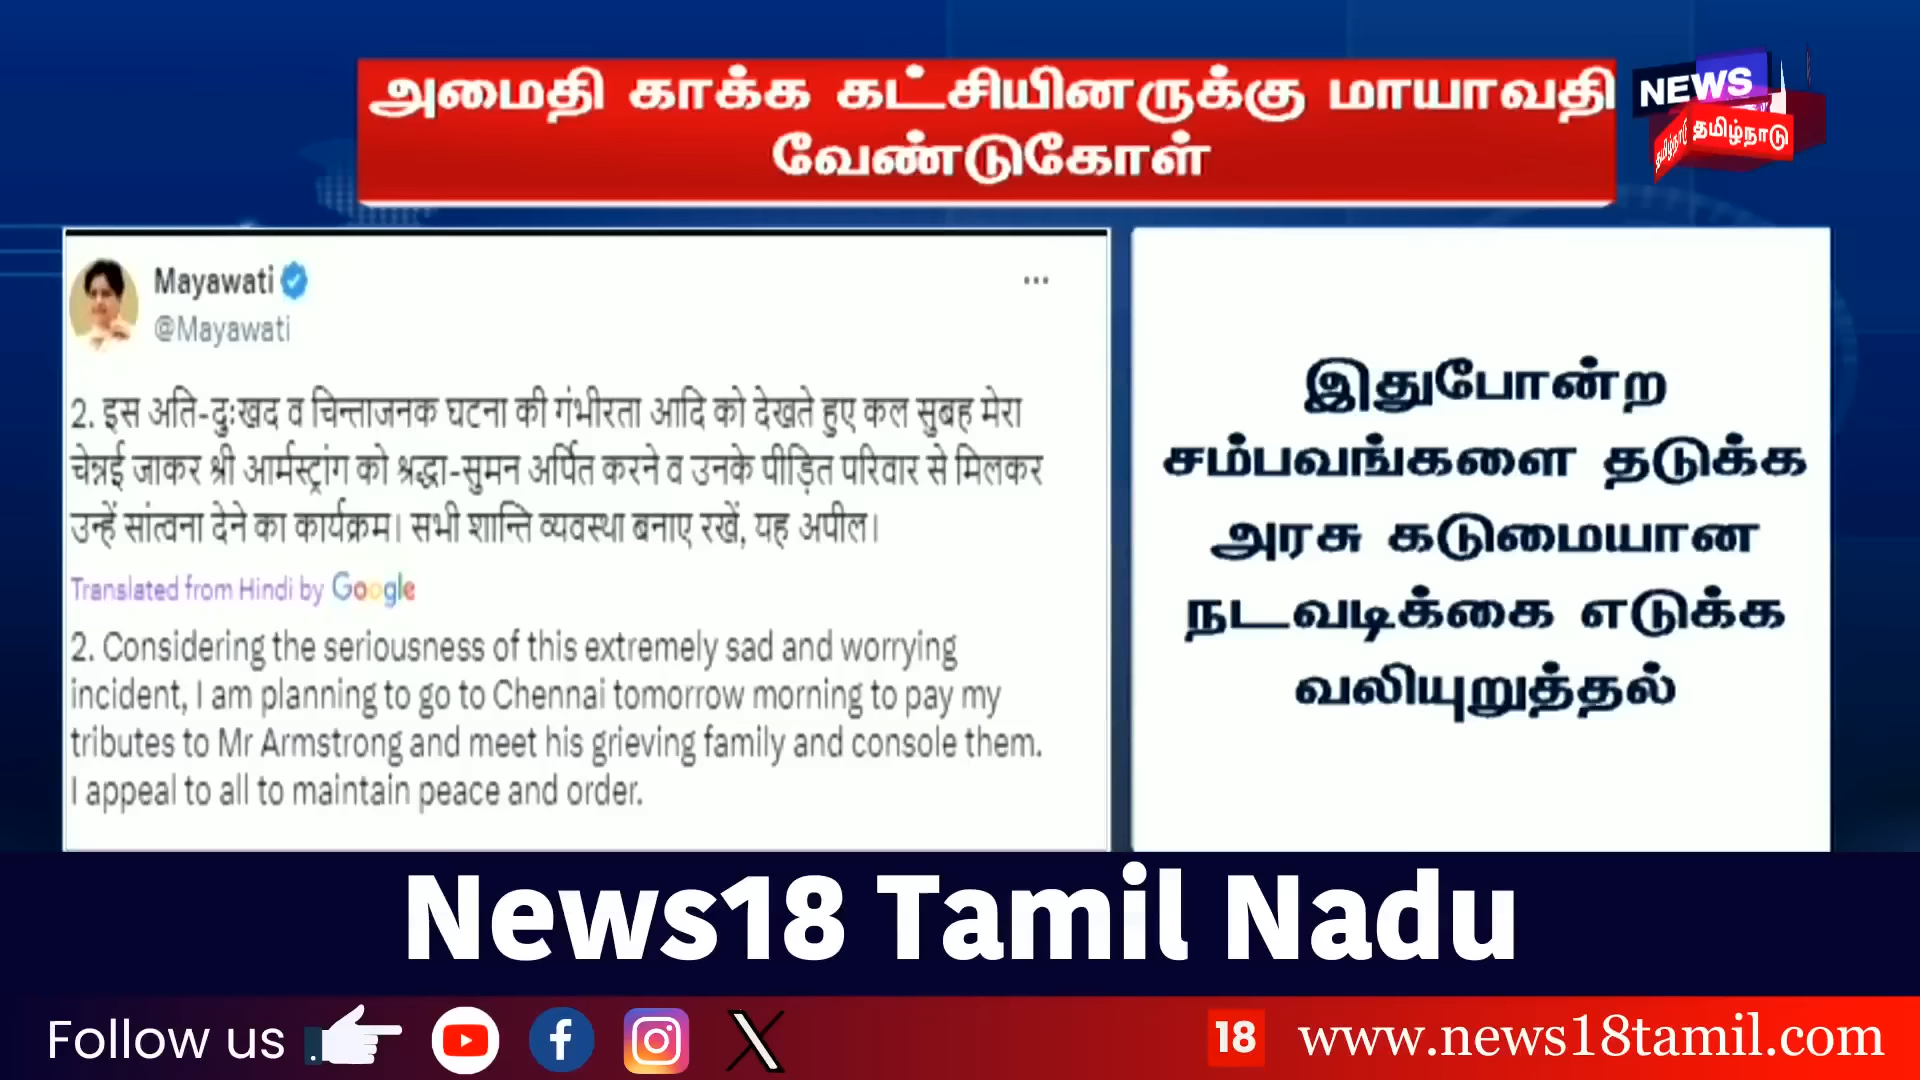 அமைதி காக்க கட்சியினருக்கு மாயாவதி
வேண்டுகோள்
NEWS
தமிழ்நாடு
தமிழ்நாடு
Mayawati
@Mayawati
2. इस अति-दुःखद व चिन्ताजनक घटना की गंभीरता आदि को देखते हुए कल सुबह मेरा
चेन्नई जाकर श्री आर्मस्ट्रांग को श्रद्धा-सुमन अर्पित करने व उनके पीड़ित परिवार से मिलकर
उन्हें सांत्वना देने का कार्यक्रम। सभी शान्ति व्यवस्था बनाए रखें, यह अपील।
Translated from Hindi by Google
2. Considering the seriousness of this extremely sad and worrying
incident, I am planning to go to Chennai tomorrow morning to pay my
tributes to Mr Armstrong and meet his grieving family and console them.
I appeal to all to maintain peace and order.
இதுபோன்ற
சம்பவங்களை தடுக்க
அரசு கடுமையான
நடவடிக்கை எடுக்க
வலியுறுத்தல்
News18 Tamil Nadu
Follow us
18 www.news18tamil.com